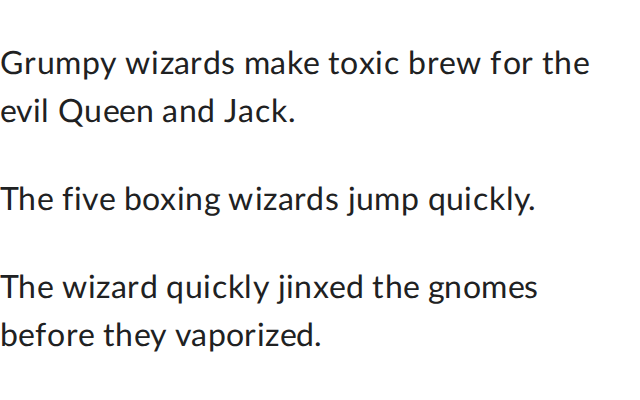 Grumpy wizards make toxic brew for the
evil Queen and Jack.
The five boxing wizards jump quickly.
The wizard quickly jinxed the gnomes
before they vaporized.